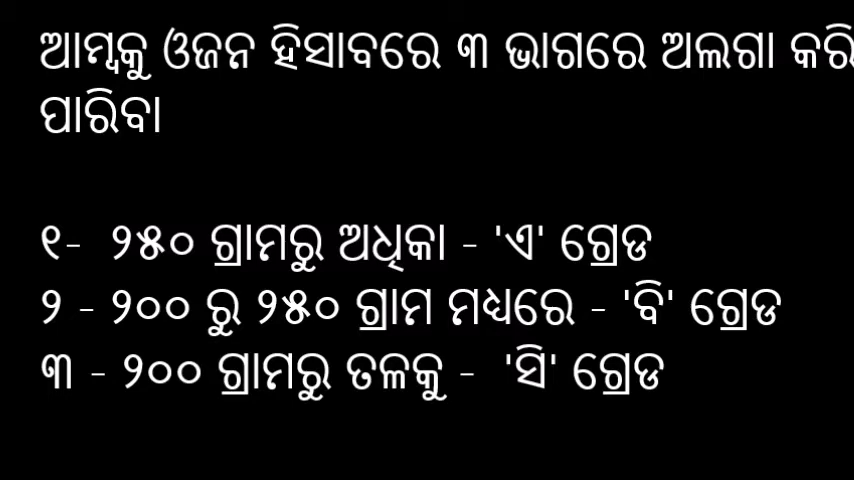 ଆମ୍ବକୁ ଓଜନ ହିସାବରେ ୩ ଭାଗରେ ଅଲଗା କରି
ପାରିବା
୧- ୨୫୦ ଗ୍ରାମରୁ ଅଧିକା - 'ଏ' ଗ୍ରେଡ
୨ - ୨୦୦ ରୁ ୨୫୦ ଗ୍ରାମ ମଧ୍ୟରେ - 'ବି' ଗ୍ରେଡ
୩ - ୨୦୦ ଗ୍ରାମରୁ ତଳକୁ - 'ସି' ଗ୍ରେଡ